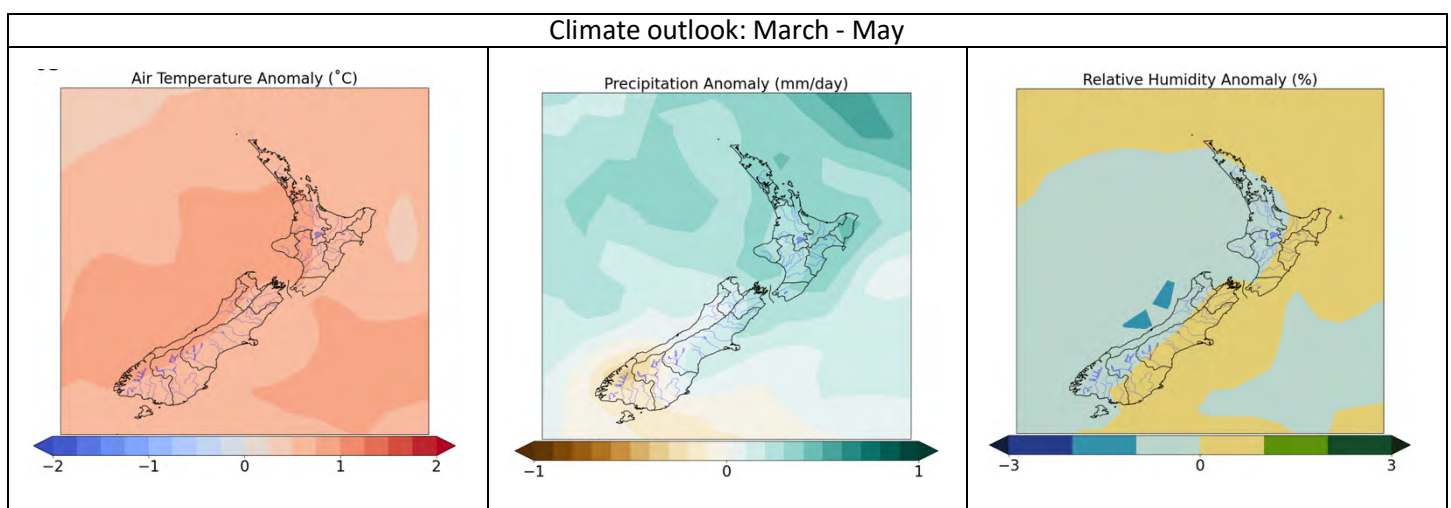 Climate outlook: March - May
Air Temperature Anomaly (˚C)
−2 −1 0 1 2
Precipitation Anomaly (mm/day)
−1 0 1
Relative Humidity Anomaly (%)
−3 0 3